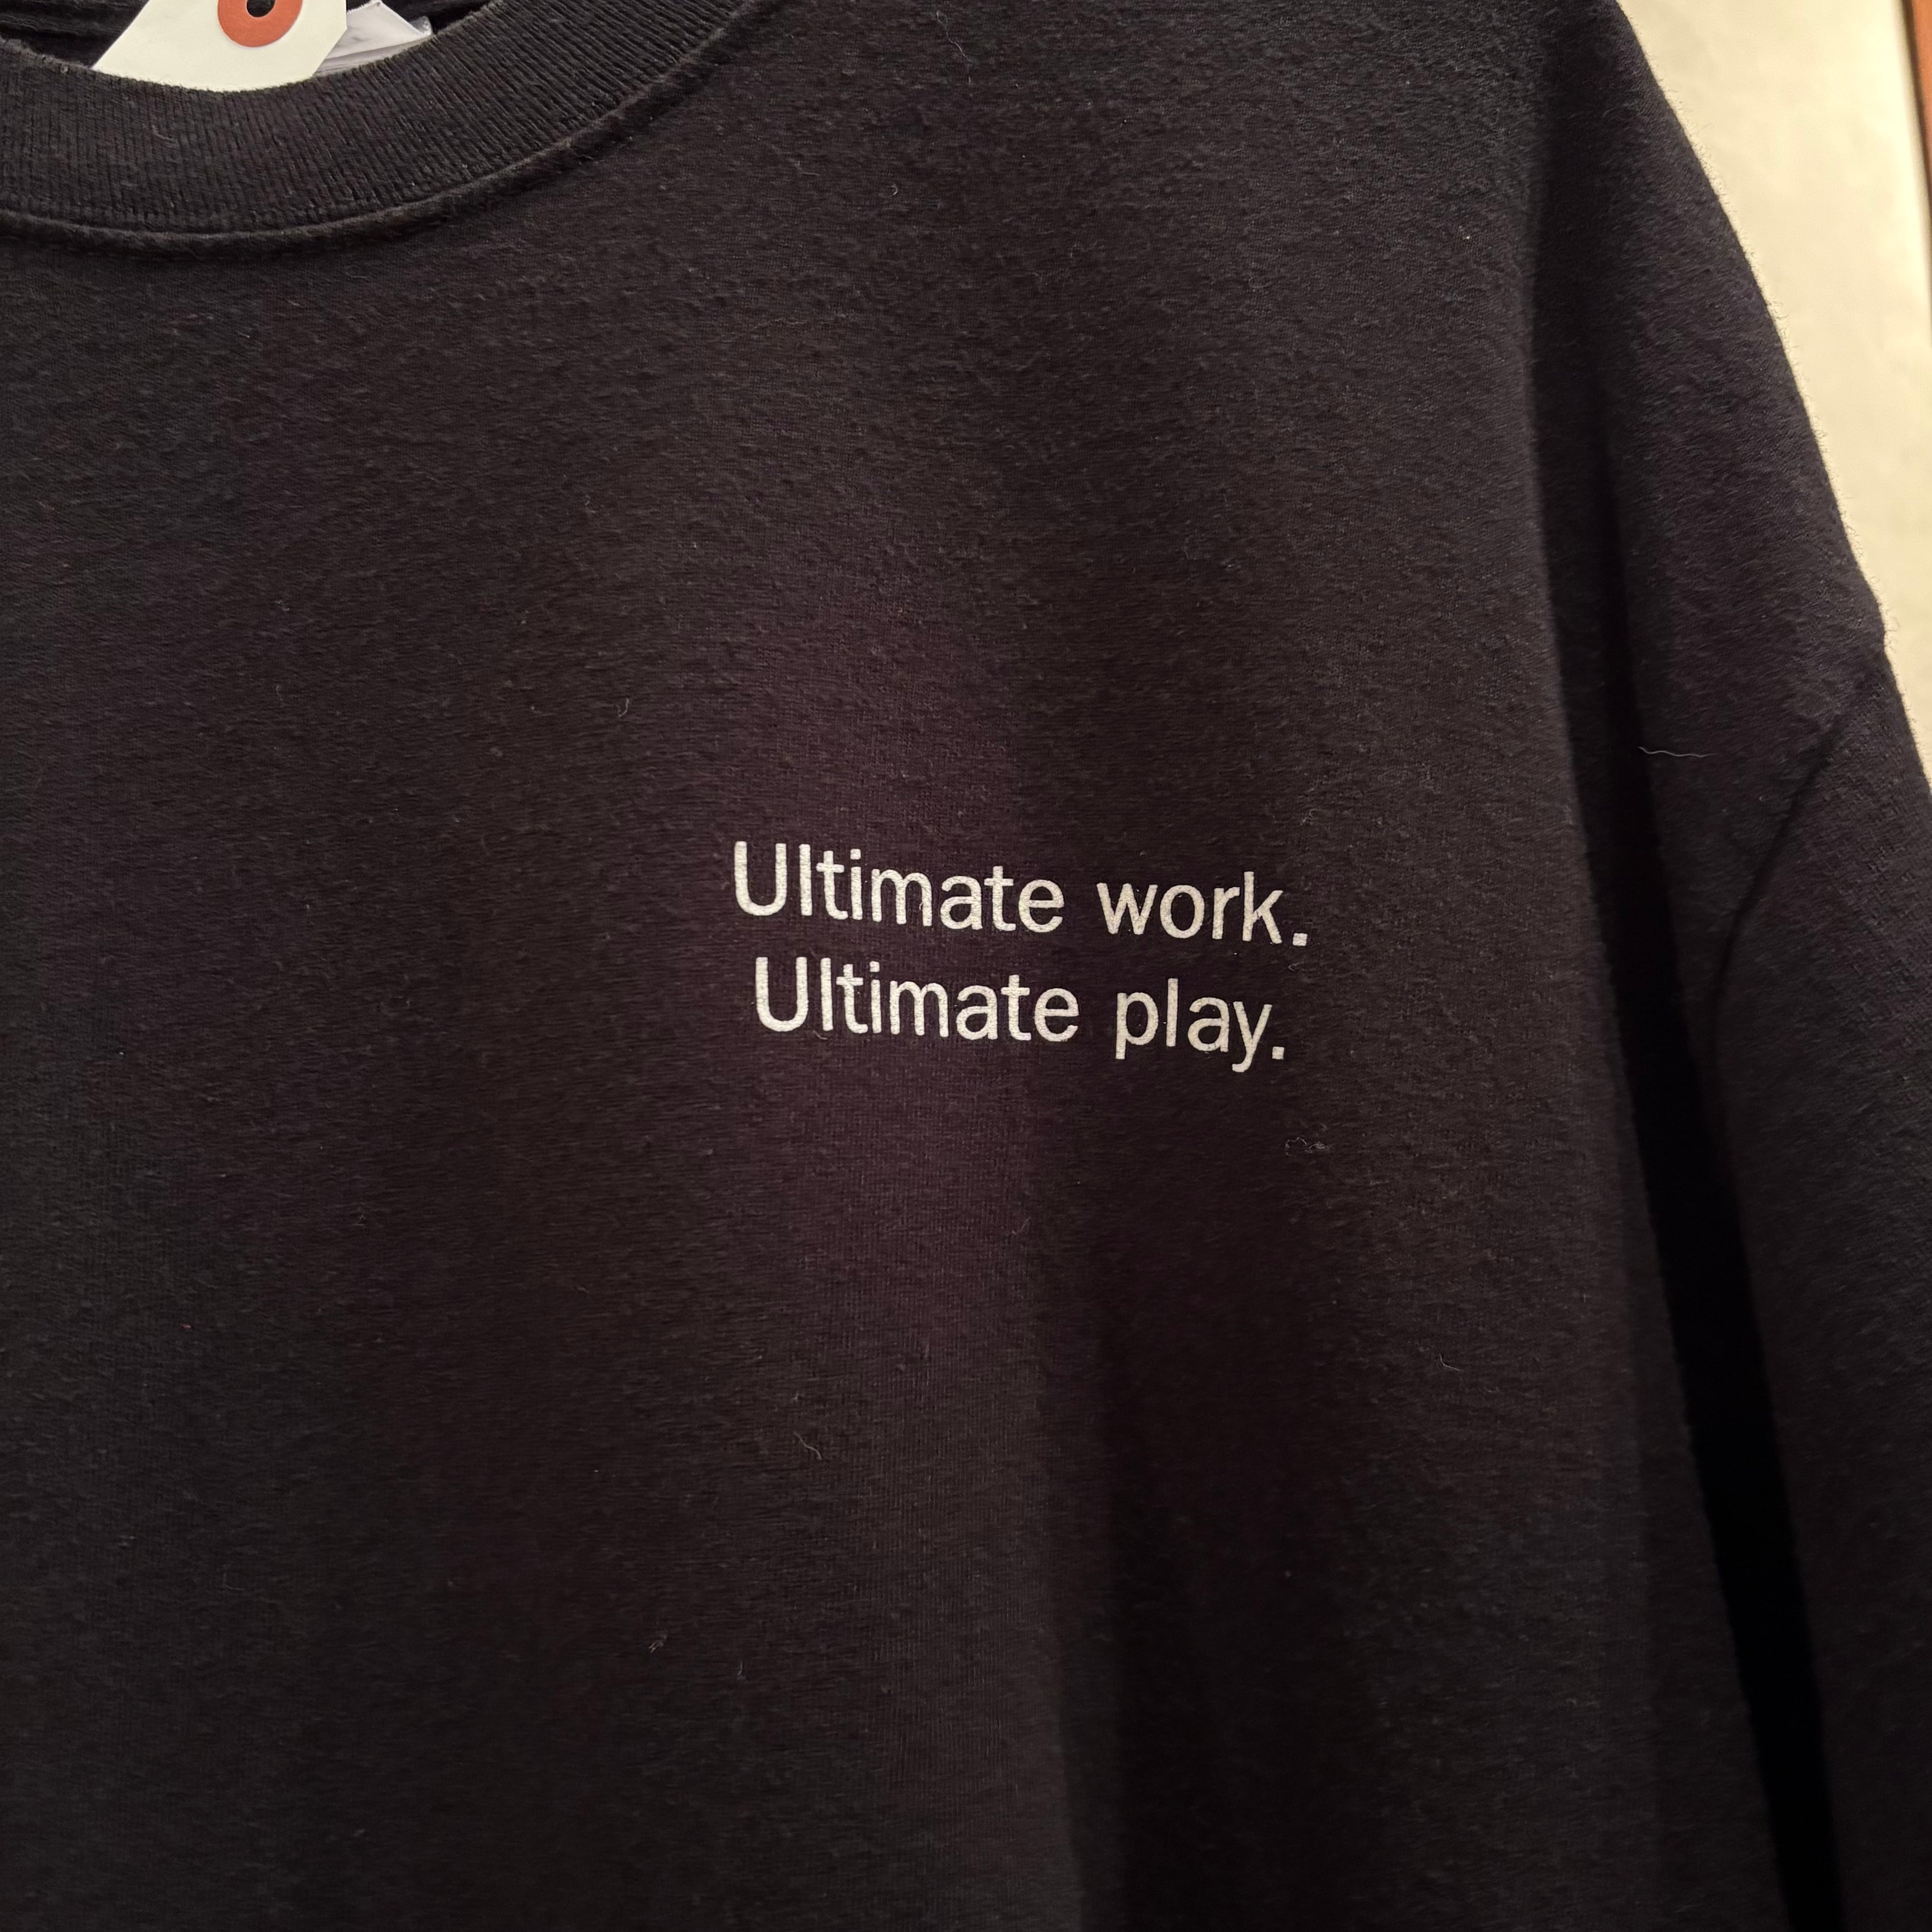 Ultimate work.
Ultimate play.